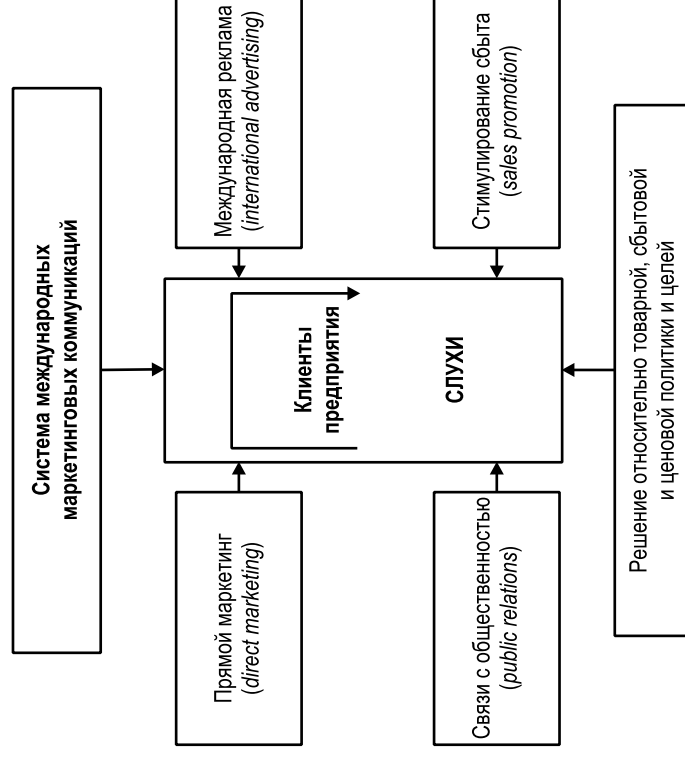 Система международных
маркетинговых коммуникаций
Прямой маркетинг
(direct marketing)
Международная реклама
(international advertising)
Клиенты
предприятия
СЛУХИ
Связи с общественностью
(public relations)
Стимулирование сбыта
(sales promotion)
Решение относительно товарной, сбытовой
и ценовой политики и целей